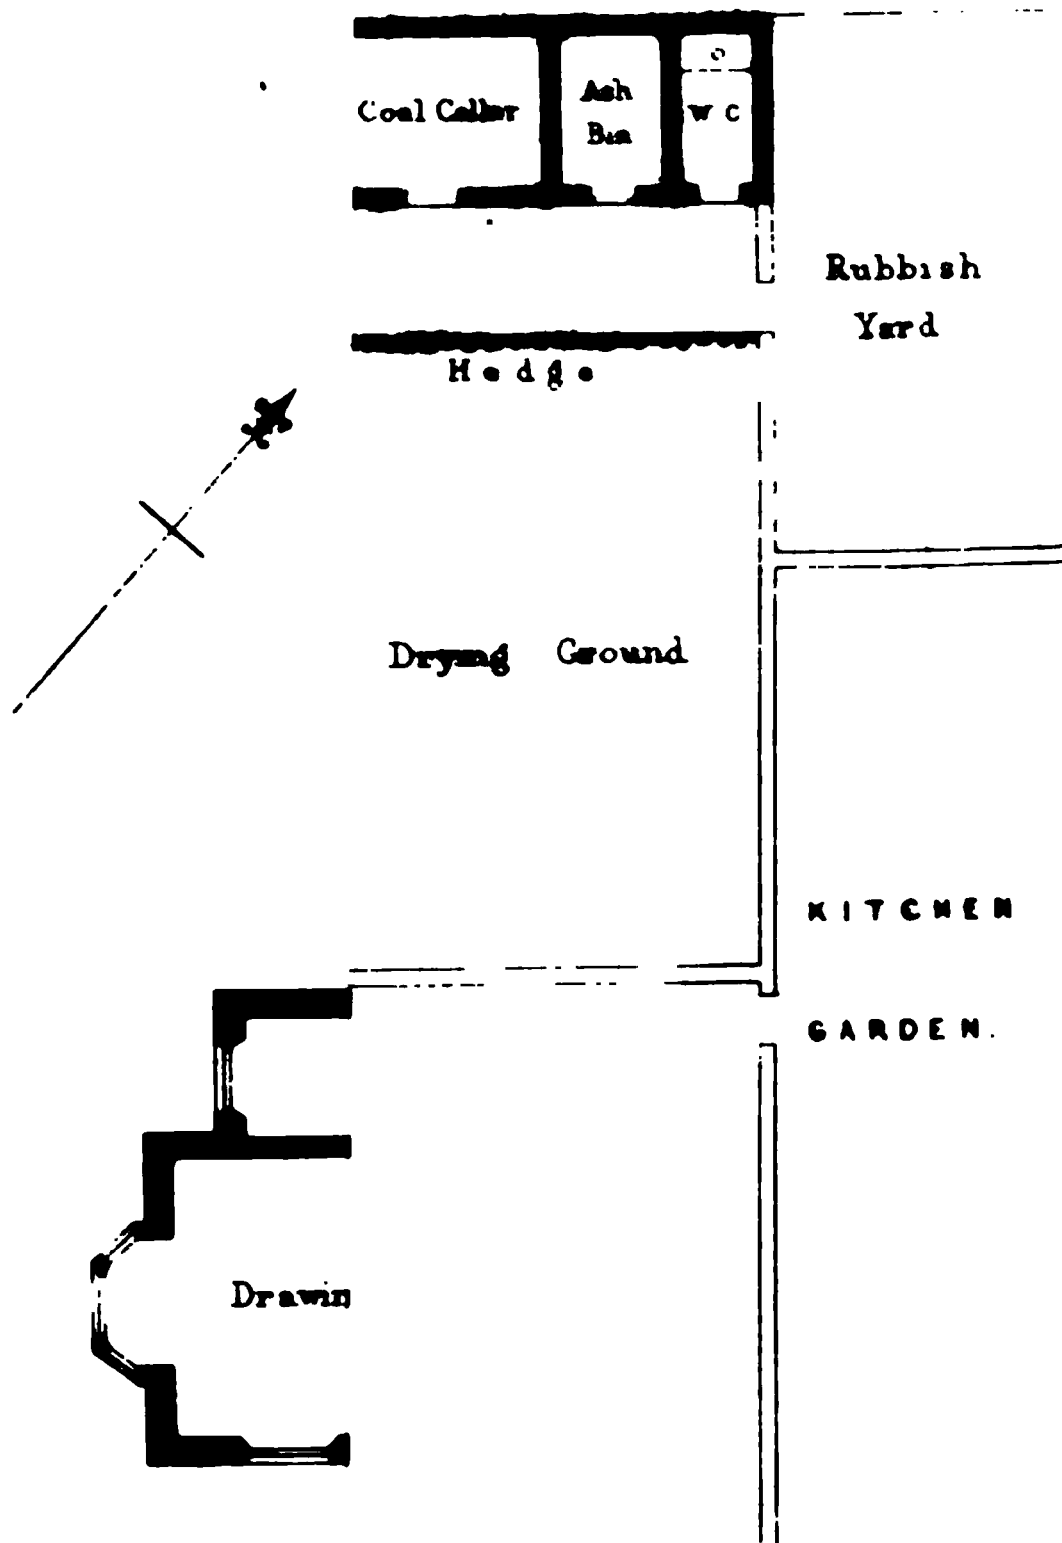 Coal Cellar
Ash
Bin
W C
Rubbish
Yard
Hedge
Drying Ground
KITCHEN
GARDEN.
Drawin